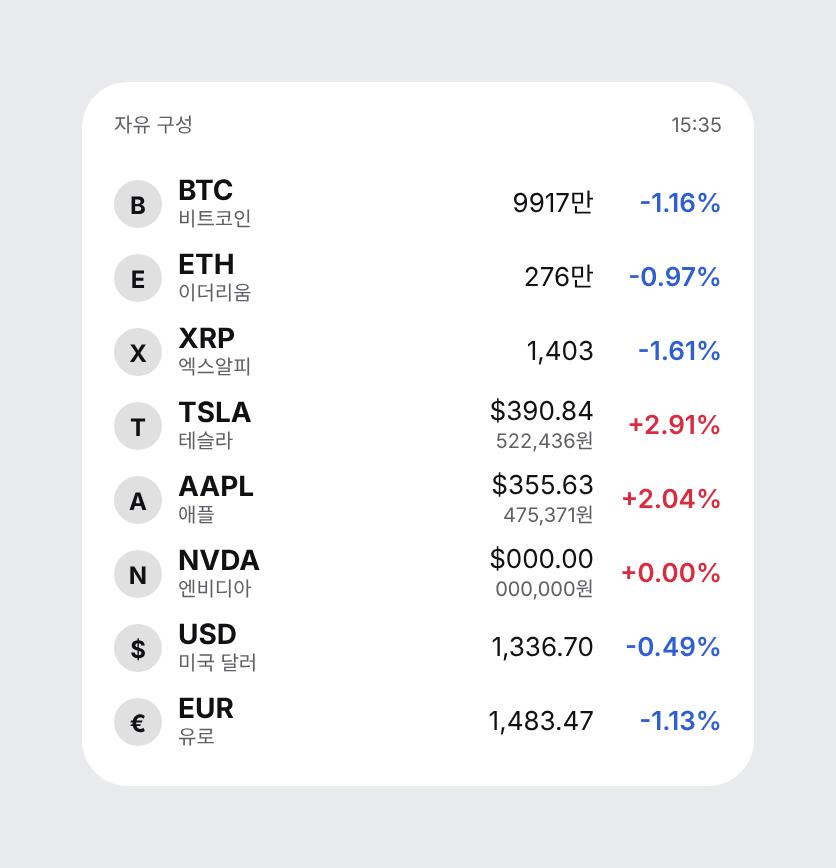 자유 구성 15:35
B BTC 9917만 -1.16%
비트코인
E ETH 276만 -0.97%
이더리움
X XRP 1,403 -1.61%
엑스알피
T TSLA $390.84 +2.91%
테슬라 522,436원
A AAPL $355.63 +2.04%
애플 475,371원
N NVDA $000.00 +0.00%
엔비디아 000,000원
$ USD 1,336.70 -0.49%
미국 달러
€ EUR 1,483.47 -1.13%
유로